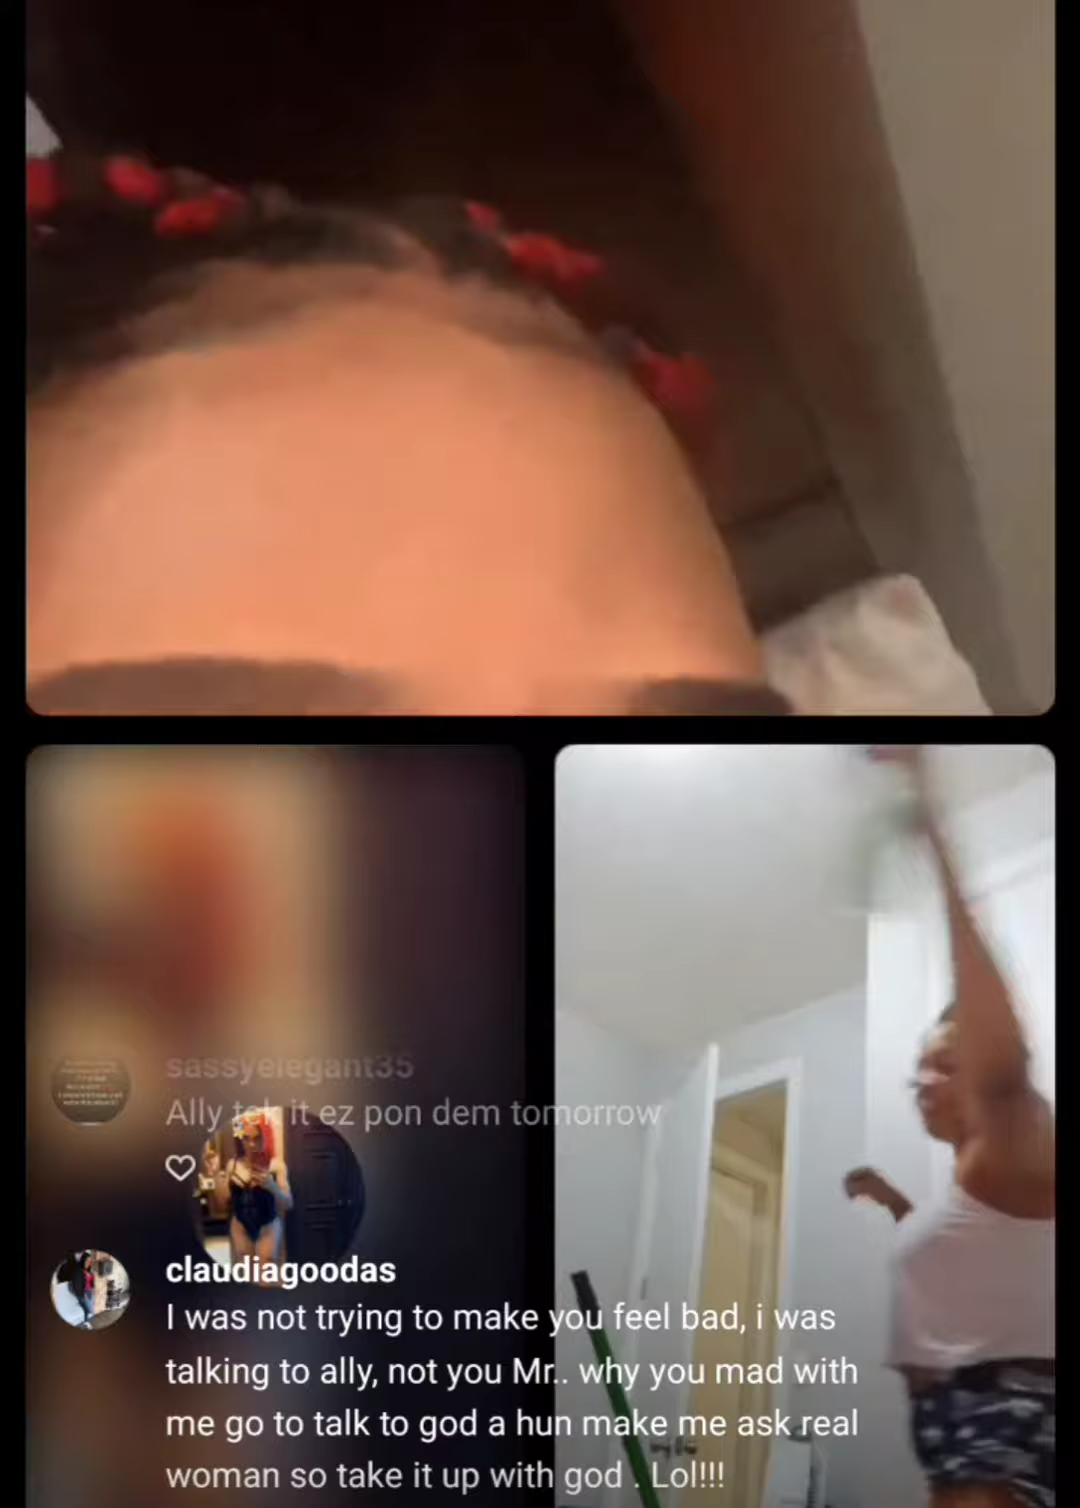 sassyelegant35
Ally tek it ez pon dem tomorrow
claudiagoodas
I was not trying to make you feel bad, i was
talking to ally, not you Mr.. why you mad with
me go to talk to god a hun make me ask real
woman so take it up with god . Lol!!!